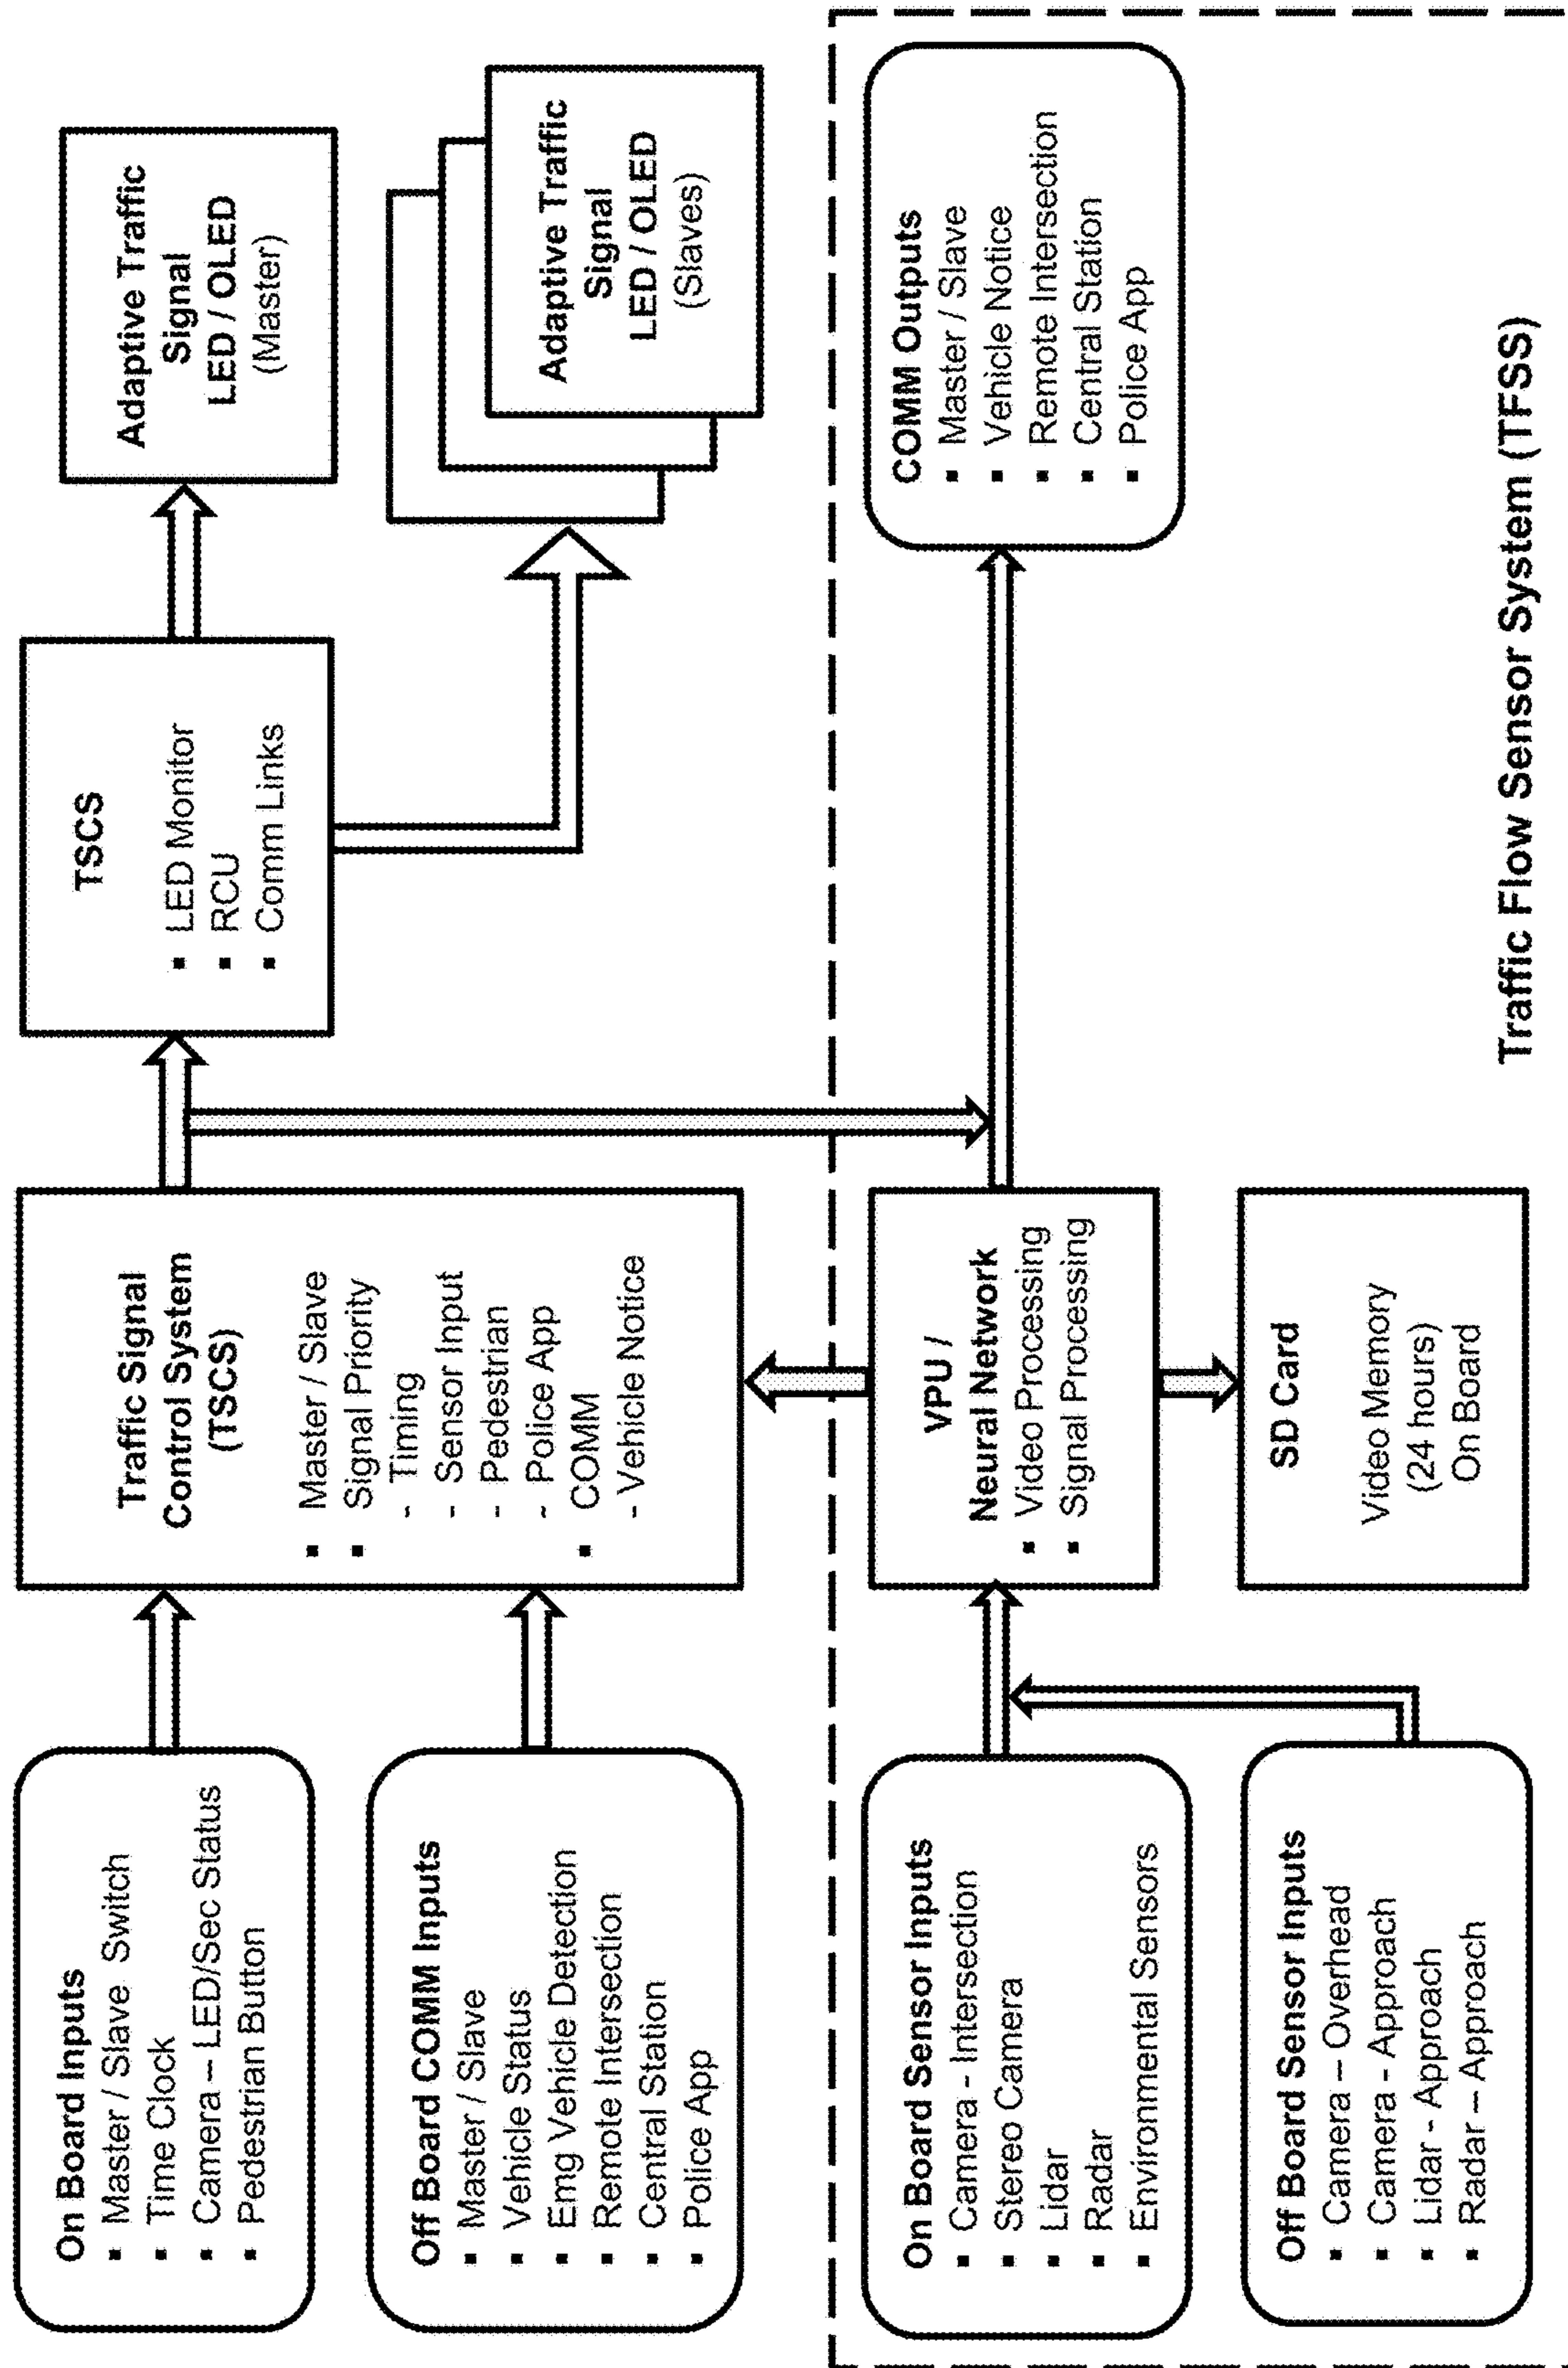 On Board Inputs
▪ Master / Slave Switch
▪ Time Clock
▪ Camera – LED/Sec Status
▪ Pedestrian Button
Off Board COMM Inputs
▪ Master / Slave
▪ Vehicle Status
▪ Emg Vehicle Detection
▪ Remote Intersection
▪ Central Station
▪ Police App
Traffic Signal
Control System
(TSCS)
▪ Master / Slave
▪ Signal Priority
- Timing
- Sensor Input
- Pedestrian
- Police App
▪ COMM
- Vehicle Notice
TSCS
▪ LED Monitor
▪ RCU
▪ Comm Links
Adaptive Traffic
Signal
LED / OLED
(Master)
Adaptive Traffic
Signal
LED / OLED
(Slaves)
On Board Sensor Inputs
▪ Camera - Intersection
▪ Stereo Camera
▪ Lidar
▪ Radar
▪ Environmental Sensors
Off Board Sensor Inputs
▪ Camera – Overhead
▪ Camera - Approach
▪ Lidar - Approach
▪ Radar – Approach
VPU /
Neural Network
▪ Video Processing
▪ Signal Processing
SD Card
Video Memory
(24 hours)
On Board
COMM Outputs
▪ Master / Slave
▪ Vehicle Notice
▪ Remote Intersection
▪ Central Station
▪ Police App
Traffic Flow Sensor System (TFSS)